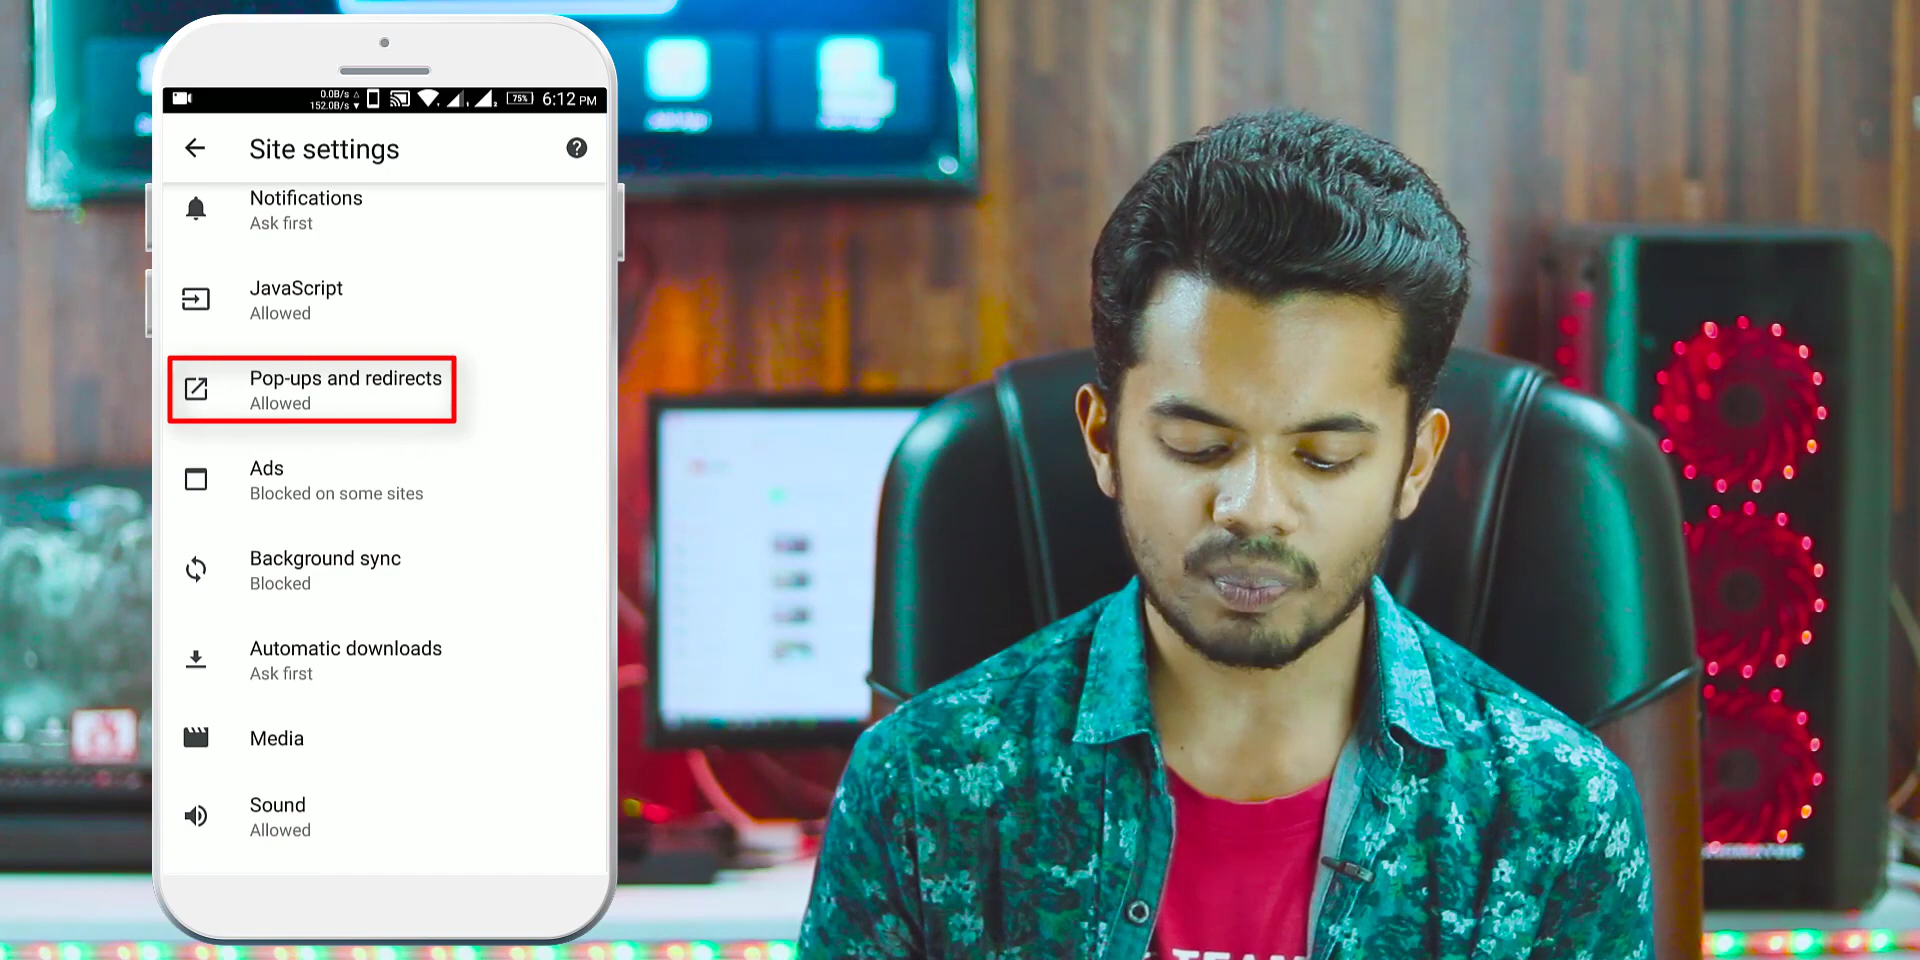 0.0B/s
152.0B/s
75%
6:12 PM
Site settings
Notifications
Ask first
JavaScript
Allowed
Pop-ups and redirects
Allowed
Ads
Blocked on some sites
Background sync
Blocked
Automatic downloads
Ask first
Media
Sound
Allowed
TEAM